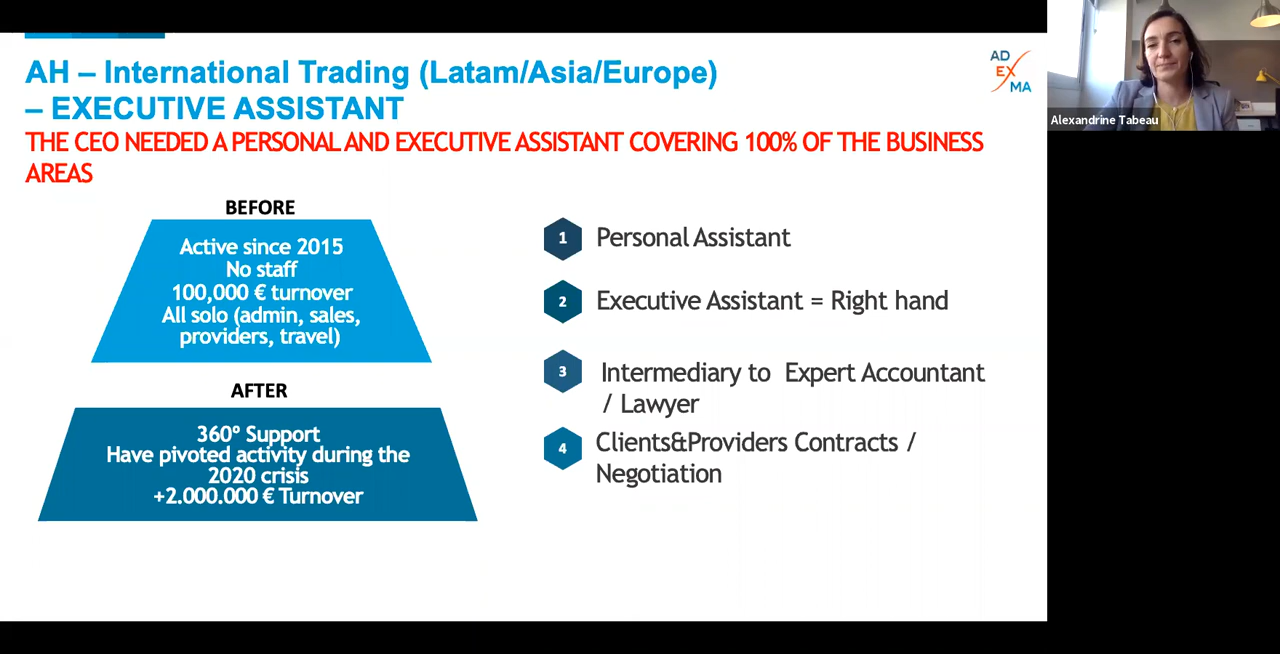 AH – International Trading (Latam/Asia/Europe)
– EXECUTIVE ASSISTANT
THE CEO NEEDED A PERSONAL AND EXECUTIVE ASSISTANT COVERING 100% OF THE BUSINESS
AREAS
AD
EX
MA
Alexandrine Tabeau
BEFORE
Active since 2015
No staff
100,000 € turnover
All solo (admin, sales,
providers, travel)
AFTER
360º Support
Have pivoted activity during the
2020 crisis
+2.000.000 € Turnover
1 Personal Assistant
2 Executive Assistant = Right hand
3 Intermediary to Expert Accountant
/ Lawyer
4 Clients&Providers Contracts /
Negotiation